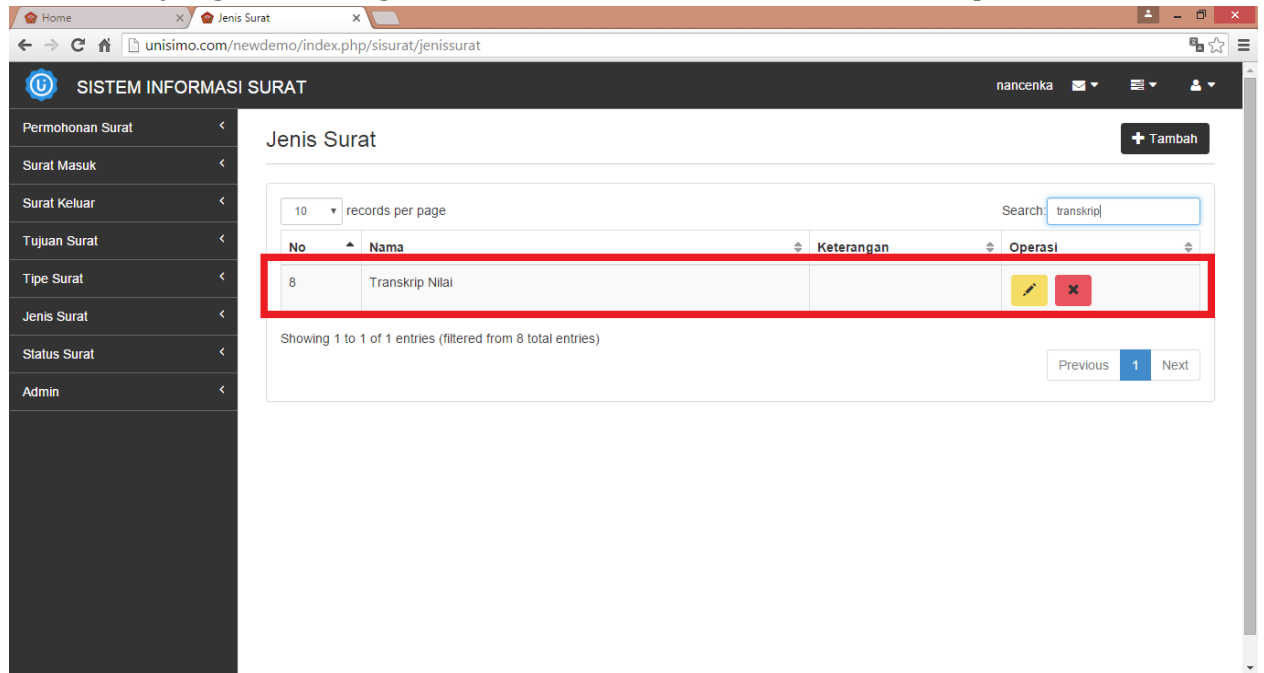 Home Jenis Surat
unisimo.com/newdemo/index.php/sisurat/jenissurat
SISTEM INFORMASI SURAT nancenka
Permohonan Surat
Surat Masuk
Surat Keluar
Tujuan Surat
Tipe Surat
Jenis Surat
Status Surat
Admin
Jenis Surat Tambah
10 records per page Search: transkrip
No Nama Keterangan Operasi
8 Transkrip Nilai
Showing 1 to 1 of 1 entries (filtered from 8 total entries)
Previous 1 Next